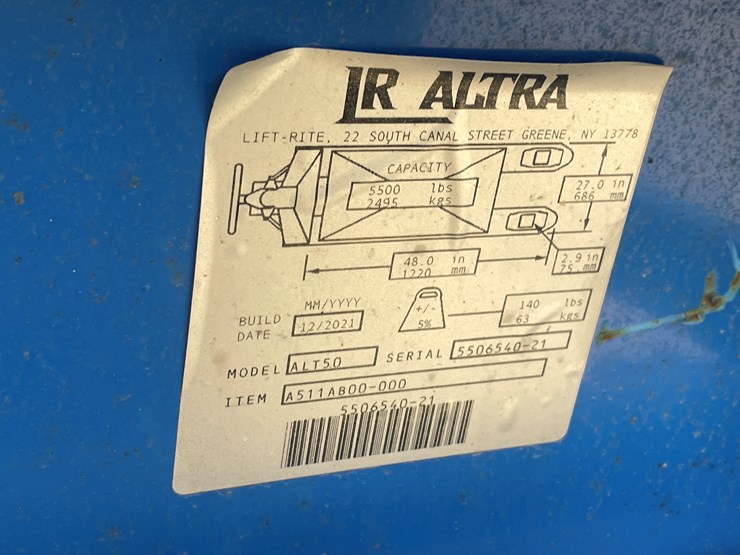 LR ALTRA
LIFT-RITE, 22 SOUTH CANAL STREET GREENE, NY 13778
CAPACITY
5500 lbs
2495 kgs
27.0 in
686 mm
48.0 in
1220 mm
2.9 in
75 mm
MM/YYYY
BUILD DATE 12/2021
+/-
5%
140 lbs
63 kgs
MODEL ALT50 SERIAL 5506540-21
ITEM A511AB00-000
5506540-21